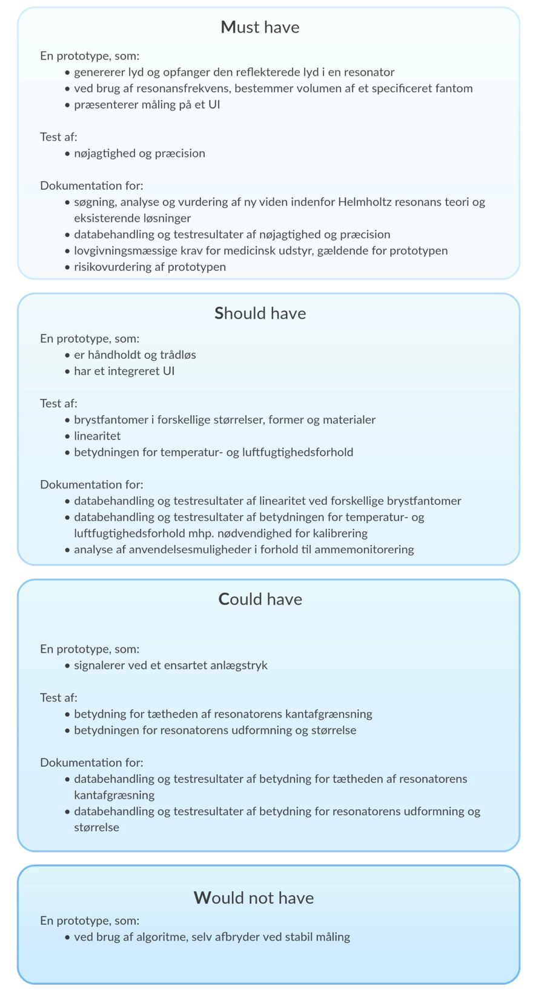 Must have
En prototype, som:
• genererer lyd og opfanger den reflekterede lyd i en resonator
• ved brug af resonansfrekvens, bestemmer volumen af et specificeret fantom
• præsenterer måling på et UI
Test af:
• nøjagtighed og præcision
Dokumentation for:
• søgning, analyse og vurdering af ny viden indenfor Helmholtz resonans teori og
eksisterende løsninger
• databehandling og testresultater af nøjagtighed og præcision
• lovgivningsmæssige krav for medicinsk udstyr, gældende for prototypen
• risikovurdering af prototypen
Should have
En prototype, som:
• er håndholdt og trådløs
• har et integreret UI
Test af:
• brystfantomer i forskellige størrelser, former og materialer
• linearitet
• betydningen for temperatur- og luftfugtighedsforhold
Dokumentation for:
• databehandling og testresultater af linearitet ved forskellige brystfantomer
• databehandling og testresultater af betydningen for temperatur- og
luftfugtighedsforhold mhp. nødvendighed for kalibrering
• analyse af anvendelsesmuligheder i forhold til ammemonitorering
Could have
En prototype, som:
• signalerer ved et ensartet anlægstryk
Test af:
• betydning for tætheden af resonatorens kantafgrænsning
• betydningen for resonatorens udformning og størrelse
Dokumentation for:
• databehandling og testresultater af betydning for tætheden af resonatorens
kantafgræsning
• databehandling og testresultater af betydning for resonatorens udformning og
størrelse
Would not have
En prototype, som:
• ved brug af algoritme, selv afbryder ved stabil måling